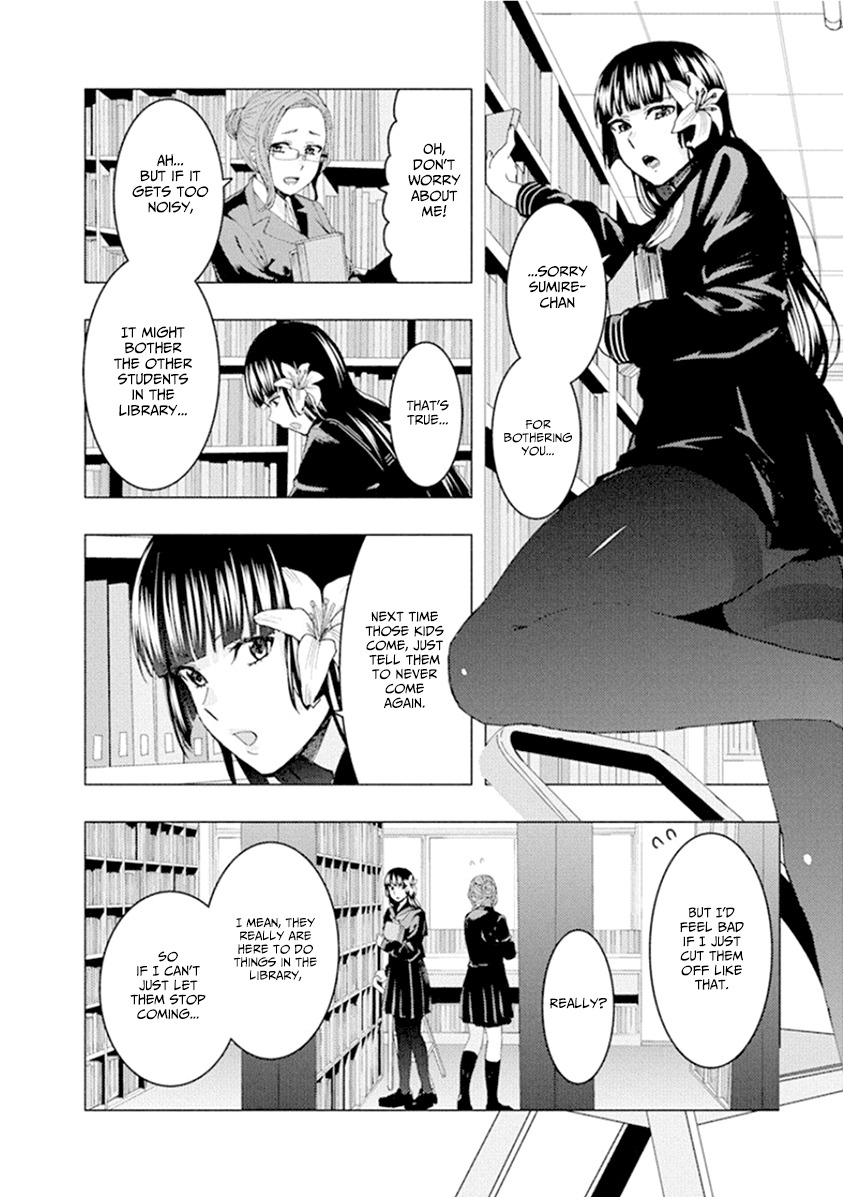 ...SORRY
SUMIRE-
CHAN
FOR
BOTHERING
YOU...
OH,
DON'T
WORRY
ABOUT
ME!
AH...
BUT IF IT
GETS TOO
NOISY,
IT MIGHT
BOTHER
THE OTHER
STUDENTS
IN THE
LIBRARY...
THAT'S
TRUE...
NEXT TIME
THOSE KIDS
COME, JUST
TELL THEM
TO NEVER
COME
AGAIN.
BUT I'D
FEEL BAD
IF I JUST
CUT THEM
OFF LIKE
THAT.
REALLY?
I MEAN, THEY
REALLY ARE
HERE TO DO
THINGS IN THE
LIBRARY,
SO
IF I CAN'T
JUST LET
THEM STOP
COMING...